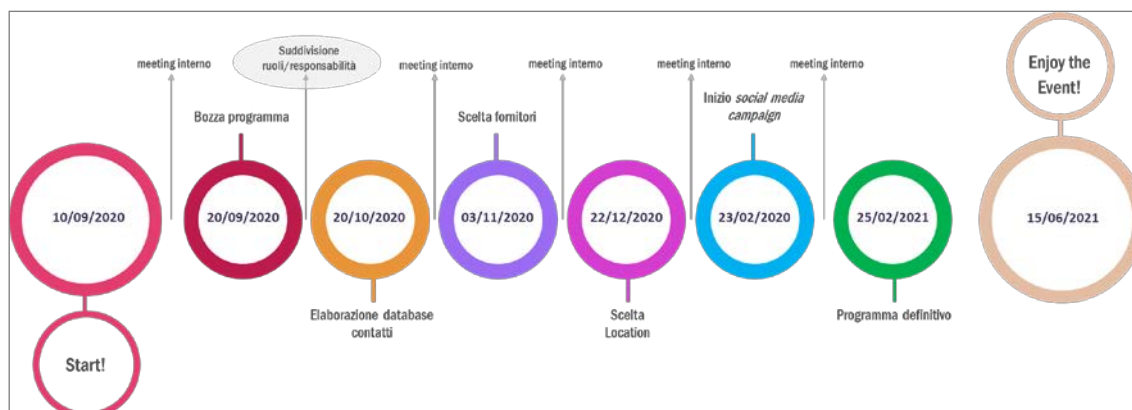 Suddivisione
ruoli/responsabilità
meeting interno
meeting interno
meeting interno
meeting interno
meeting interno
Enjoy the
Event!
Bozza programma
Scelta fornitori
Inizio social media
campaign
10/09/2020
20/09/2020
20/10/2020
03/11/2020
22/12/2020
23/02/2020
25/02/2021
15/06/2021
Elaborazione database
contatti
Scelta
Location
Programma definitivo
Start!